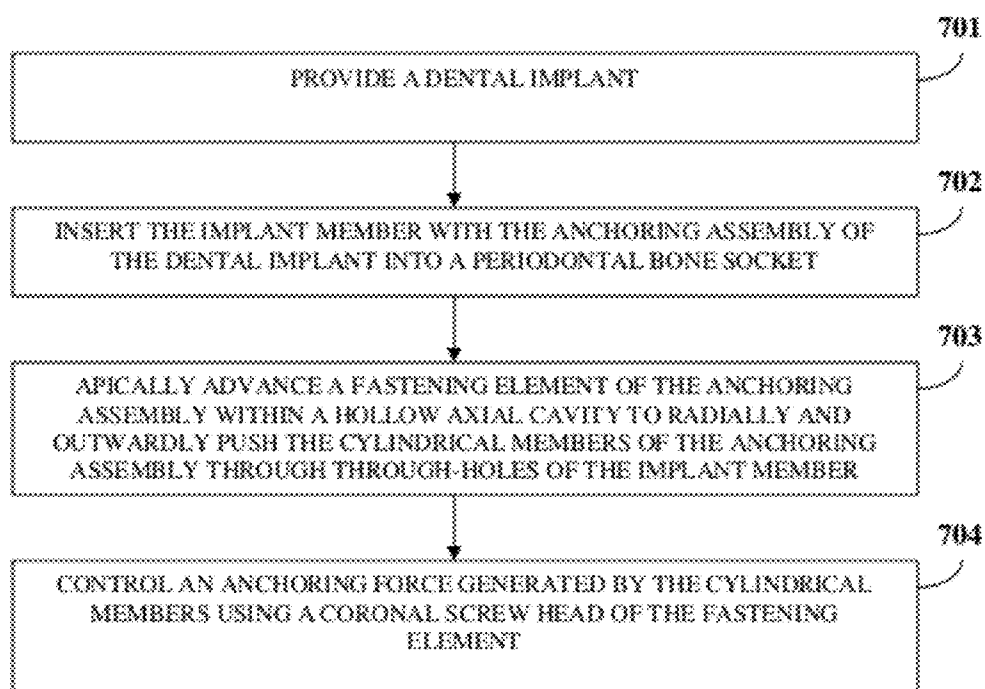 701
PROVIDE A DENTAL IMPLANT
702
INSERT THE IMPLANT MEMBER WITH THE ANCHORING ASSEMBLY OF
THE DENTAL IMPLANT INTO A PERIODONTAL BONE SOCKET
703
APICALLY ADVANCE A FASTENING ELEMENT OF THE ANCHORING
ASSEMBLY WITHIN A HOLLOW AXIAL CAVITY TO RADIALLY AND
OUTWARDLY PUSH THE CYLINDRICAL MEMBERS OF THE ANCHORING
ASSEMBLY THROUGH THROUGH-HOLES OF THE IMPLANT MEMBER
704
CONTROL AN ANCHORING FORCE GENERATED BY THE CYLINDRICAL
MEMBERS USING A CORONAL SCREW HEAD OF THE FASTENING
ELEMENT